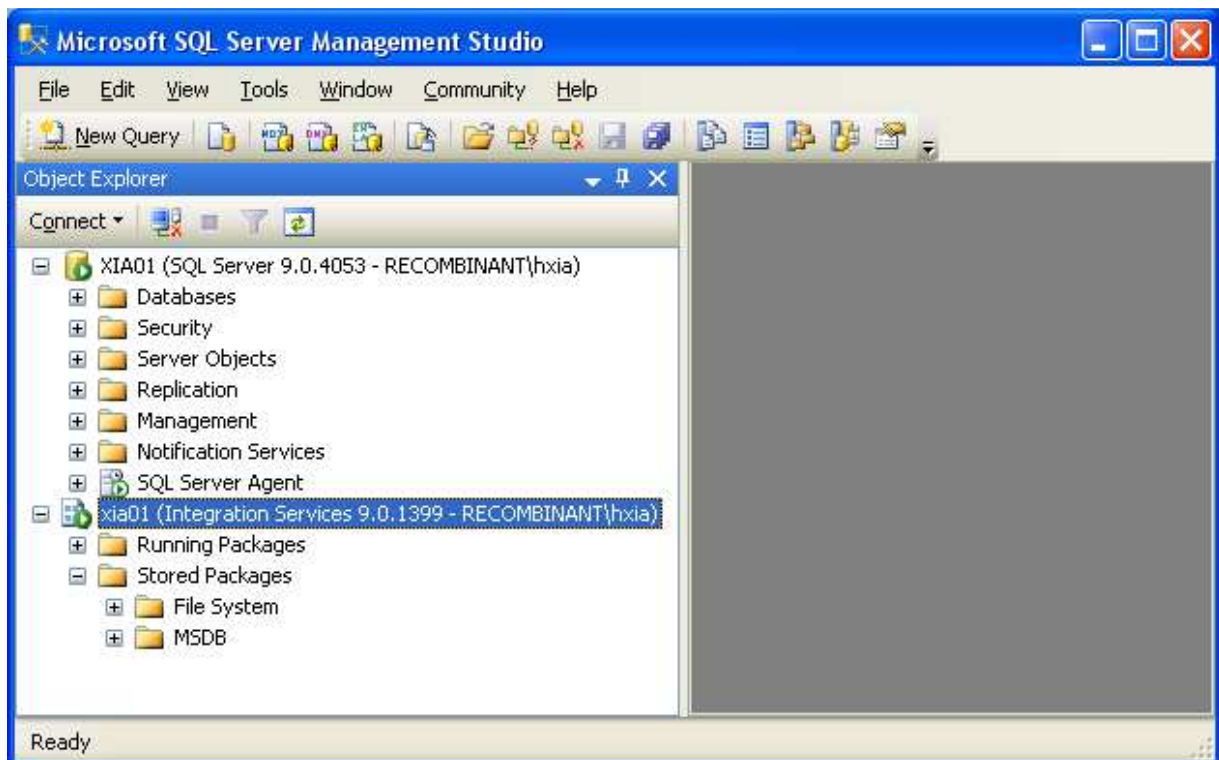 Microsoft SQL Server Management Studio
File Edit View Tools Window Community Help
New Query
Object Explorer
Connect
XIA01 (SQL Server 9.0.4053 - RECOMBINANT\hxia)
Databases
Security
Server Objects
Replication
Management
Notification Services
SQL Server Agent
xia01 (Integration Services 9.0.1399 - RECOMBINANT\hxia)
Running Packages
Stored Packages
File System
MSDB
Ready